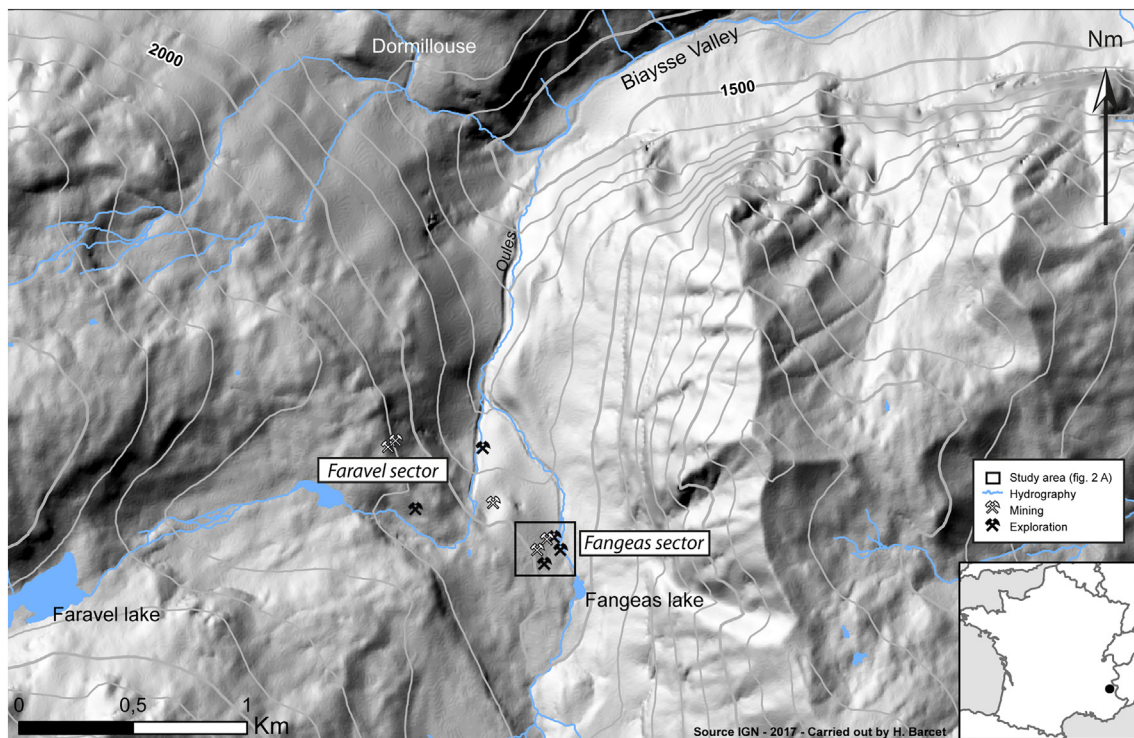 Dormillouse
2000
Biaysse Valley
Nm
1500
Oules
Faravel sector
Study area (fig. 2 A)
Hydrography
Mining
Exploration
Fangeas sector
Fangeas lake
Faravel lake
0 0,5 1
Km
Source IGN - 2017 - Carried out by H. Barcet